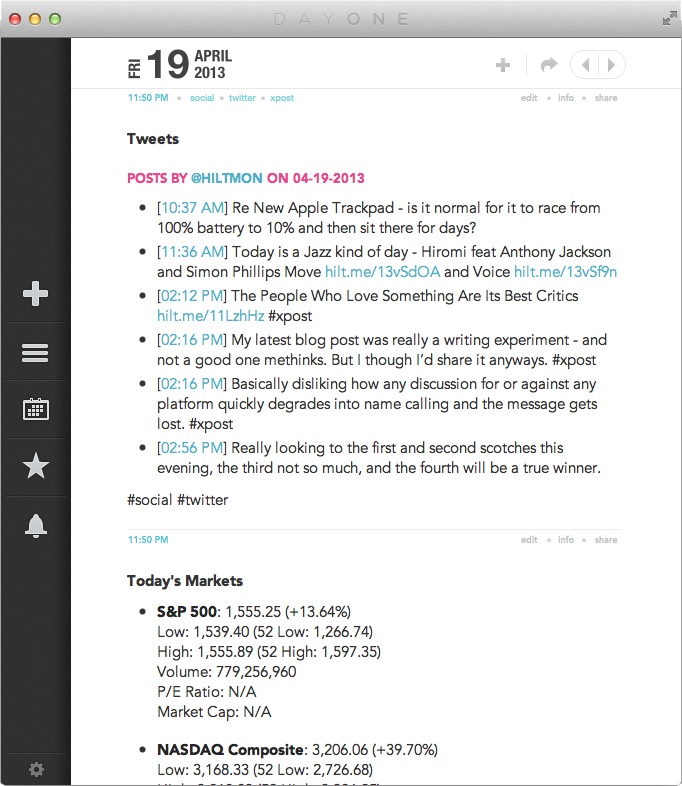 DAYONE
FRI 19 APRIL
2013
11:50 PM • social • twitter • xpost
edit • info • share
Tweets
POSTS BY @HILTMON ON 04-19-2013
• [10:37 AM] Re New Apple Trackpad - is it normal for it to race from
100% battery to 10% and then sit there for days?
• [11:36 AM] Today is a Jazz kind of day - Hiromi feat Anthony Jackson
and Simon Phillips Move hilt.me/13vSdOA and Voice hilt.me/13vSf9n
• [02:12 PM] The People Who Love Something Are Its Best Critics
hilt.me/11LzhHz #xpost
• [02:16 PM] My latest blog post was really a writing experiment - and
not a good one methinks. But I though I’d share it anyways. #xpost
• [02:16 PM] Basically disliking how any discussion for or against any
platform quickly degrades into name calling and the message gets
lost. #xpost
• [02:56 PM] Really looking to the first and second scotches this
evening, the third not so much, and the fourth will be a true winner.
#social #twitter
11:50 PM
edit • info • share
Today's Markets
• S&P 500: 1,555.25 (+13.64%)
Low: 1,539.40 (52 Low: 1,266.74)
High: 1,555.89 (52 High: 1,597.35)
Volume: 779,256,960
P/E Ratio: N/A
Market Cap: N/A
• NASDAQ Composite: 3,206.06 (+39.70%)
Low: 3,168.33 (52 Low: 2,726.68)